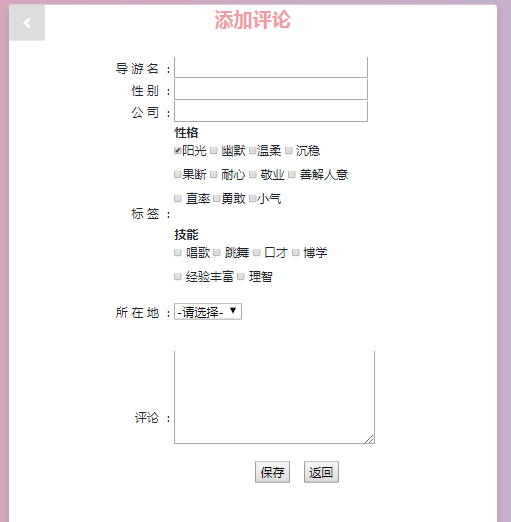 添加评论
导 游 名 ：
性 别 ：
公 司 ：
性格
阳光 幽默 温柔 沉稳
果断 耐心 敬业 善解人意
直率 勇敢 小气
标 签 ：
技能
唱歌 跳舞 口才 博学
经验丰富 理智
所 在 地 ： -请选择-
评论 ：
保存 返回